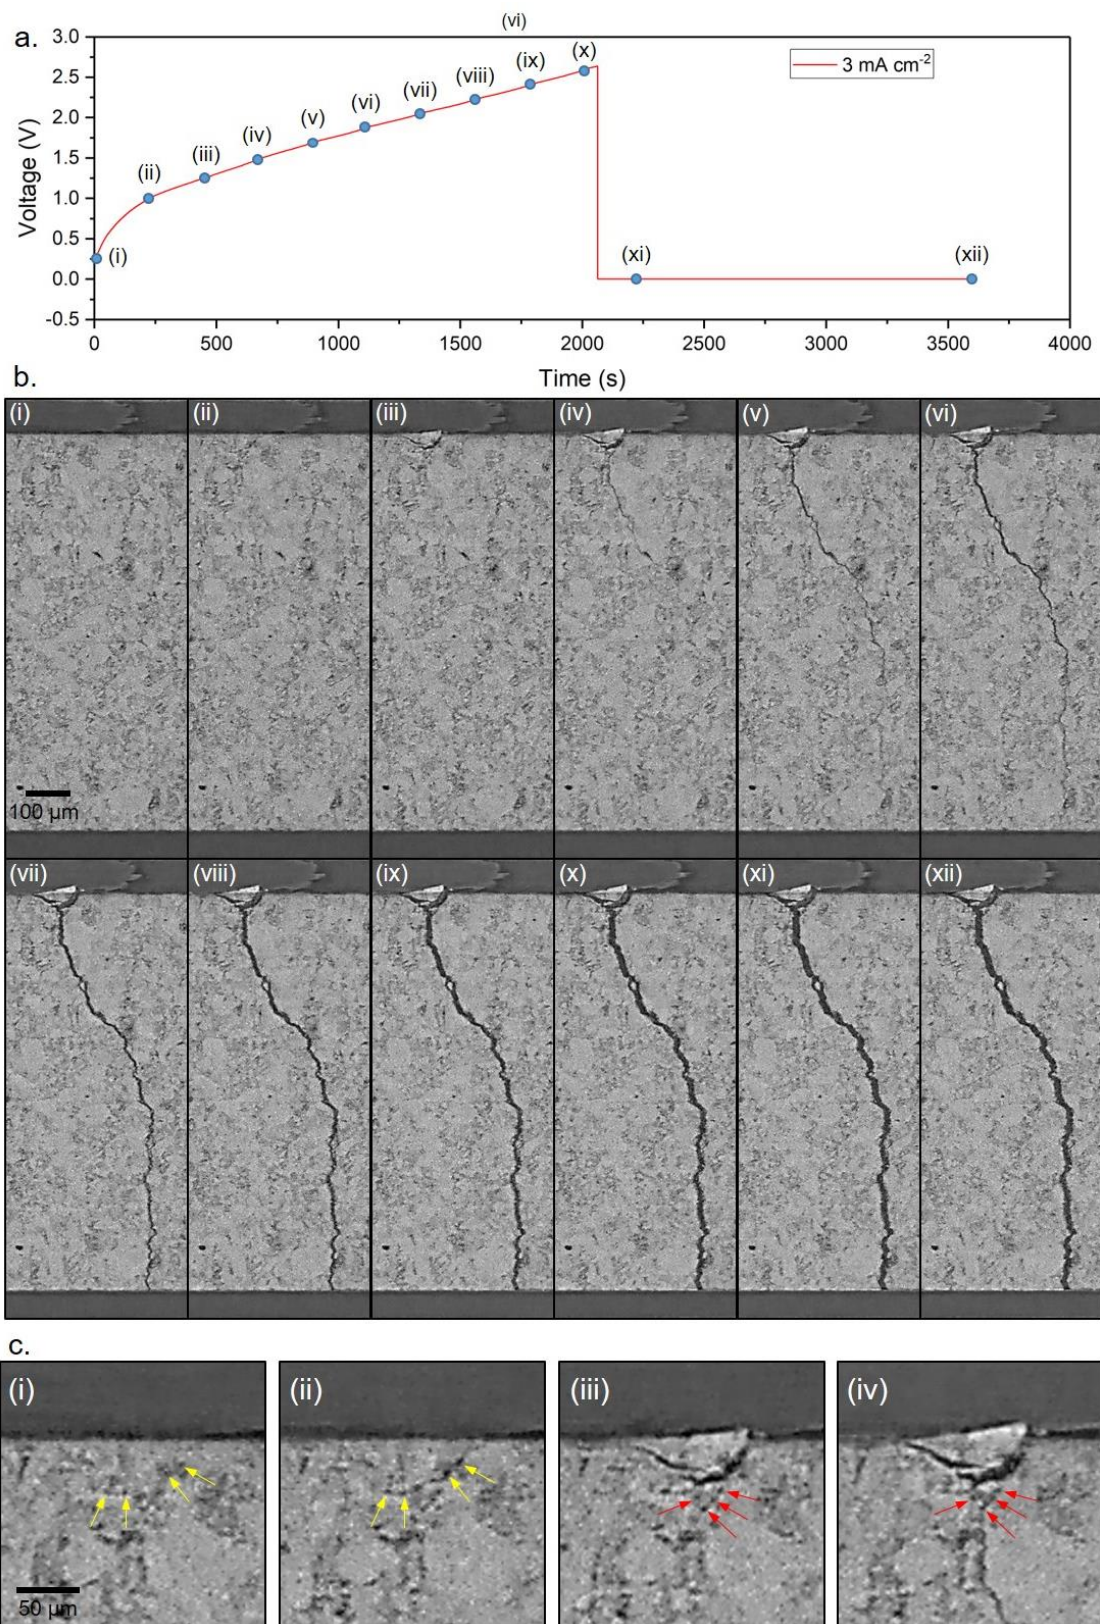 (vi)
a.
3.0
2.5
2.0
1.5
1.0
0.5
0.0
-0.5
Voltage (V)
(i)
(ii)
(iii)
(iv)
(v)
(vi)
(vii)
(viii)
(ix)
(x)
(xi)
(xii)
3 mA cm⁻²
0 500 1000 1500 2000 2500 3000 3500 4000
Time (s)
b.
(i) (ii) (iii) (iv) (v) (vi)
100 µm
(vii) (viii) (ix) (x) (xi) (xii)
c.
(i) (ii) (iii) (iv)
50 µm